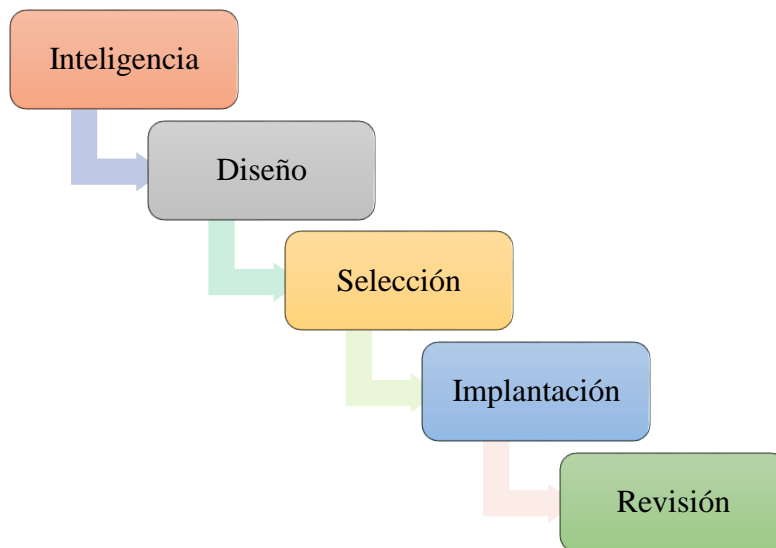 Inteligencia
Diseño
Selección
Implantación
Revisión